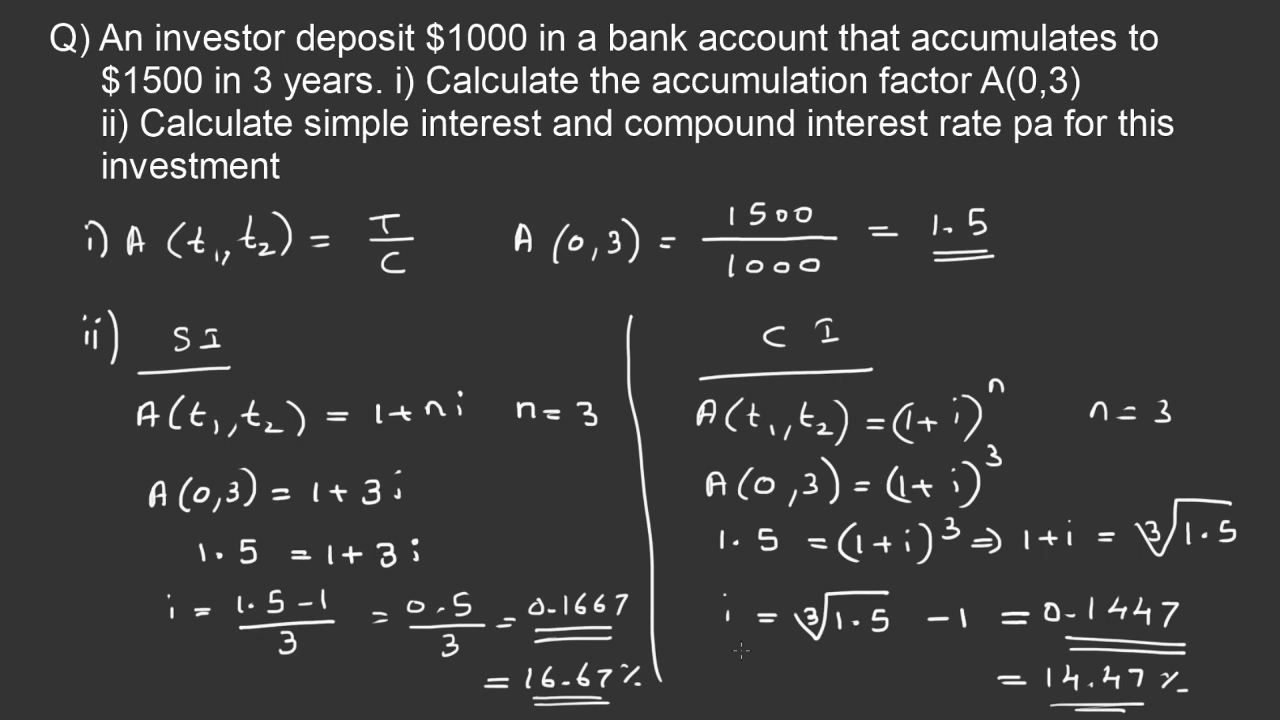 Q) An investor deposit $1000 in a bank account that accumulates to
$1500 in 3 years. i) Calculate the accumulation factor A(0,3)
ii) Calculate simple interest and compound interest rate pa for this
investment
i) A (t₁, t₂) = T/C A (0,3) = 1500/1000 = 1.5
ii) SI
A(t₁, t₂) = 1+ni n=3
A(0,3) = 1+3i
1.5 = 1+3i
i = (1.5-1)/3 = 0.5/3 = 0.1667
= 16.67%
CI
A(t₁, t₂) = (1+i)ⁿ n=3
A(0,3) = (1+i)³
1.5 = (1+i)³ ⇒ 1+i = ∛1.5
i = ∛1.5 -1 = 0.1447
= 14.47%